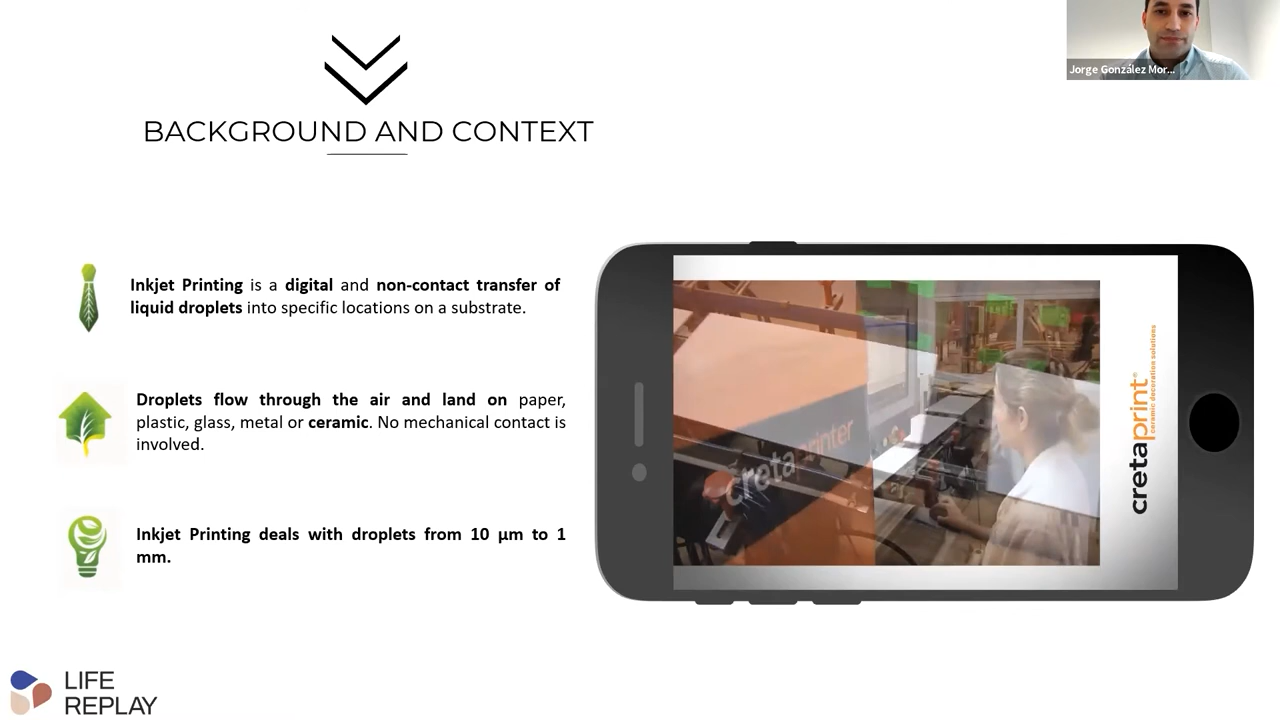 Jorge González Mor...
BACKGROUND AND CONTEXT
Inkjet Printing is a digital and non-contact transfer of
liquid droplets into specific locations on a substrate.
Droplets flow through the air and land on paper,
plastic, glass, metal or ceramic. No mechanical contact is
involved.
Inkjet Printing deals with droplets from 10 µm to 1
mm.
cretaprinter
cretaprint®
ceramic decoration solutions
LIFE
REPLAY